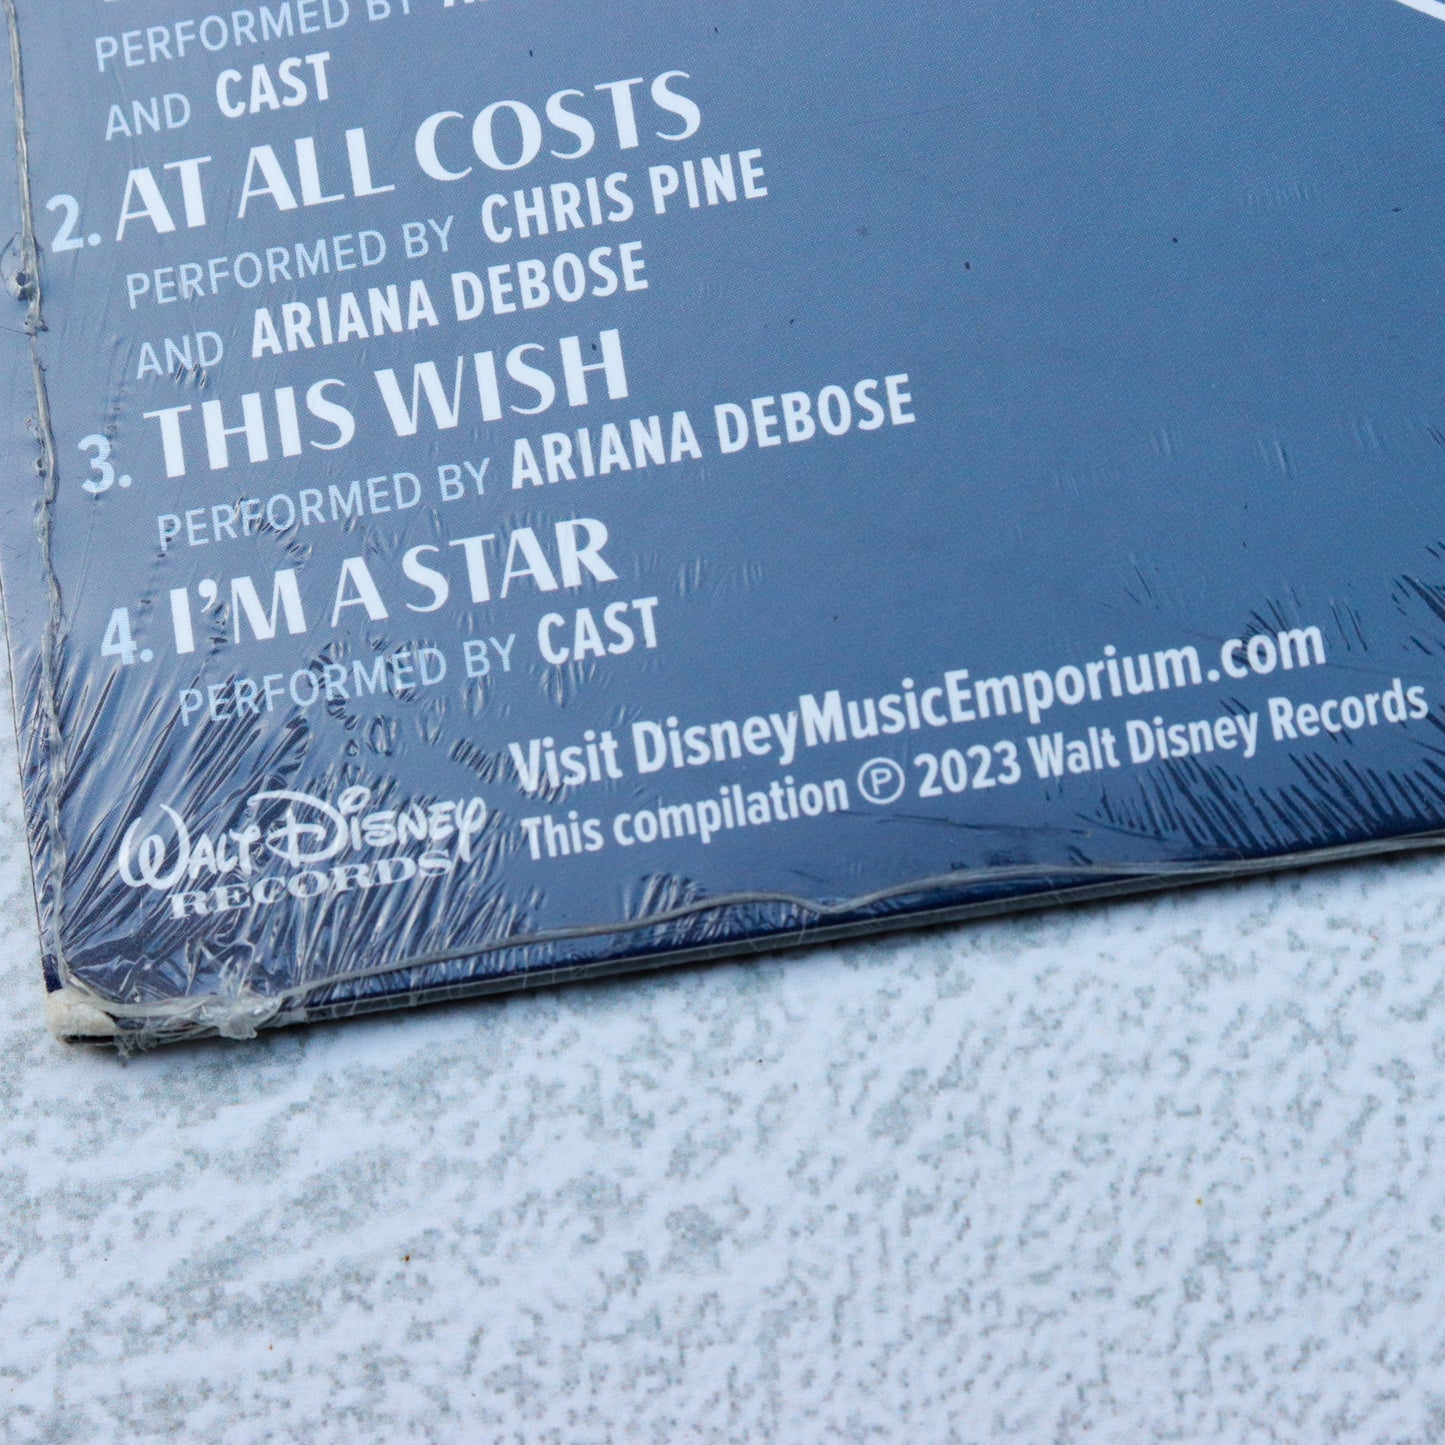 PERFORMED BY
AND CAST
2. AT ALL COSTS
PERFORMED BY CHRIS PINE
AND ARIANA DEBOSE
3. THIS WISH
PERFORMED BY ARIANA DEBOSE
4. I'M A STAR
PERFORMED BY CAST
Visit DisneyMusicEmporium.com
This compilation Ⓟ 2023 Walt Disney Records
WALT DISNEY
RECORDS